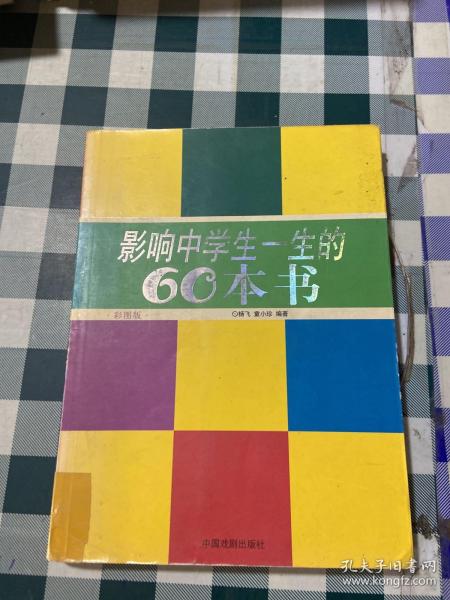 影响中学生一生的
60本书
·彩图版·
⊙杨飞 童小珍 编著
中国戏剧出版社
孔夫子旧书网
www.kongfz.com